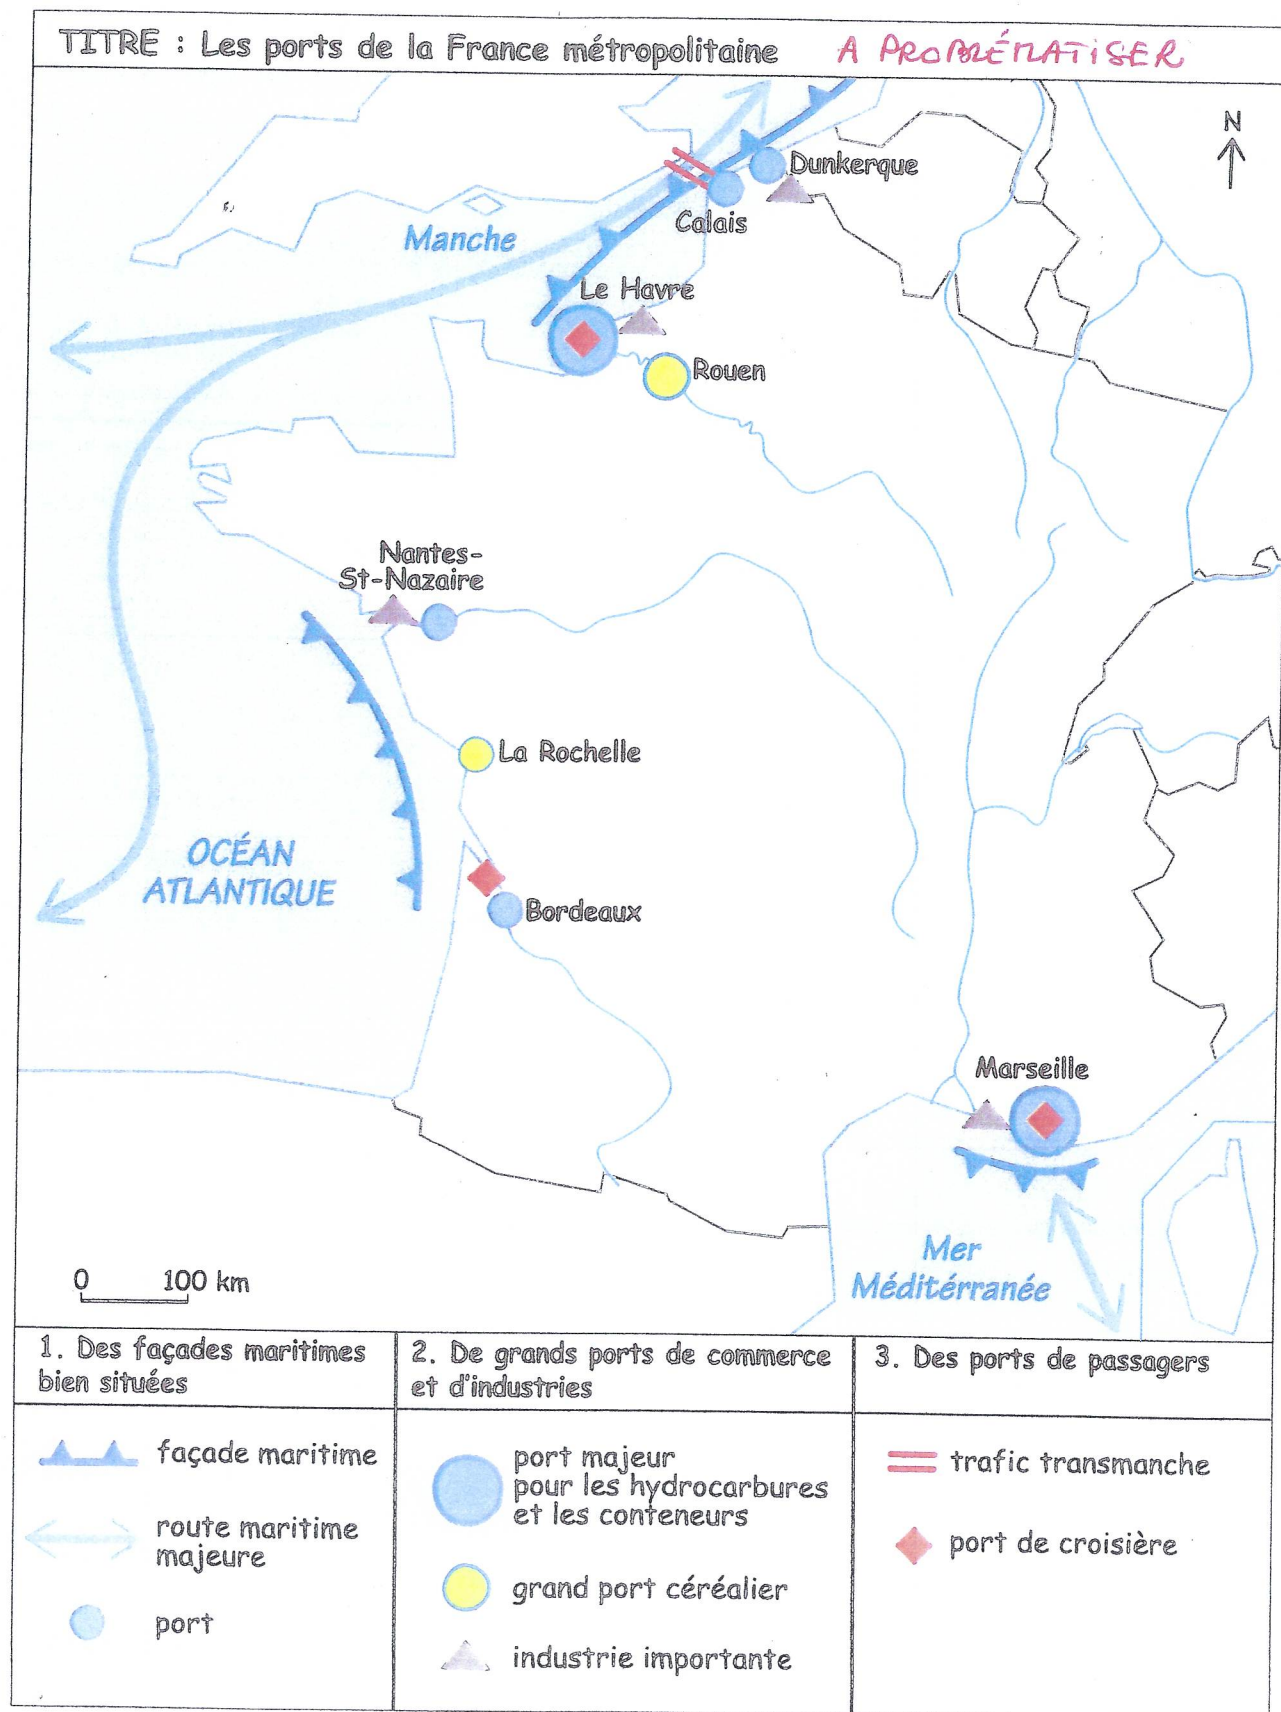 TITRE : Les ports de la France métropolitaine A PROBLÉMATISER
N
Dunkerque
Calais
Manche
Le Havre
Rouen
Nantes-
St-Nazaire
La Rochelle
OCÉAN
ATLANTIQUE
Bordeaux
Marseille
Mer
Méditérranée
0 100 km
1. Des façades maritimes
bien situées
façade maritime
route maritime
majeure
port
2. De grands ports de commerce
et d'industries
port majeur
pour les hydrocarbures
et les conteneurs
grand port céréalier
industrie importante
3. Des ports de passagers
trafic transmanche
port de croisière